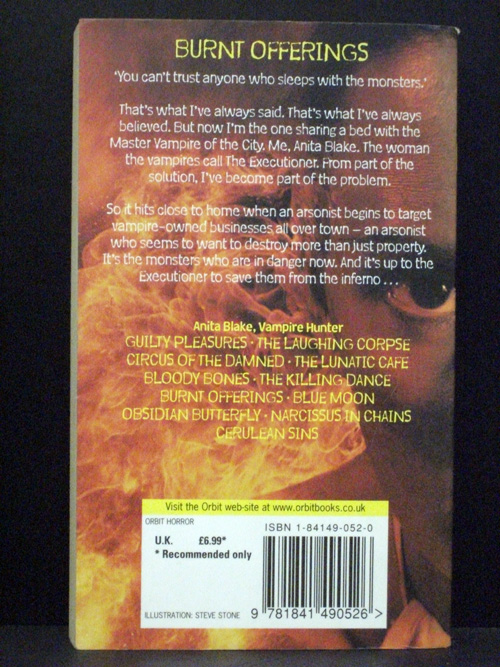 BURNT OFFERINGS
'You can't trust anyone who sleeps with the monsters.'
That's what I've always said. That's what I've always
believed. But now I'm the one sharing a bed with the
Master Vampire of the City. Me, Anita Blake. The woman
the vampires call The Executioner. From part of the
solution, I've become part of the problem.
So it hits close to home when an arsonist begins to target
vampire-owned businesses all over town – an arsonist
who seems to want to destroy more than just property.
It's the monsters who are in danger now. And it's up to the
Executioner to save them from the inferno . . .
Anita Blake, Vampire Hunter
GUILTY PLEASURES · THE LAUGHING CORPSE
CIRCUS OF THE DAMNED · THE LUNATIC CAFE
BLOODY BONES · THE KILLING DANCE
BURNT OFFERINGS · BLUE MOON
OBSIDIAN BUTTERFLY · NARCISSUS IN CHAINS
CERULEAN SINS
Visit the Orbit web-site at www.orbitbooks.co.uk
ORBIT HORROR
ISBN 1-84149-052-0
U.K. £6.99*
* Recommended only
ILLUSTRATION: STEVE STONE
9 781841 490526 >